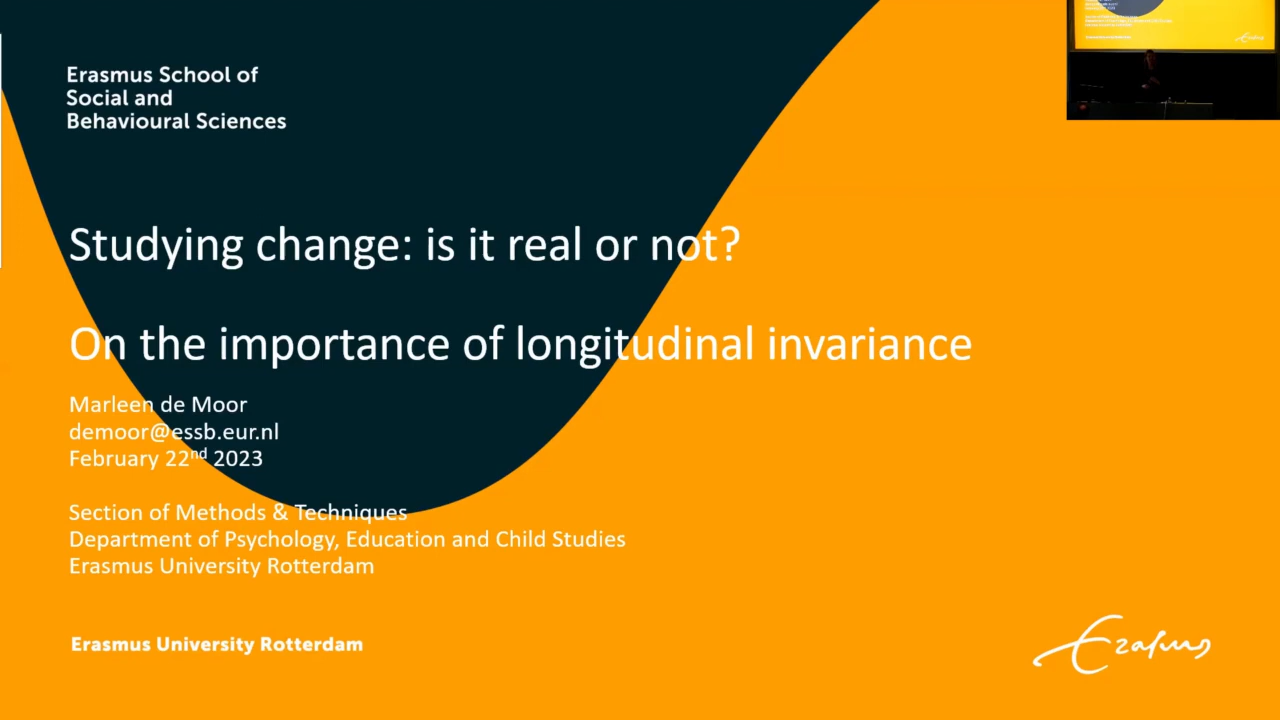 Erasmus School of
Social and
Behavioural Sciences
Studying change: is it real or not?
On the importance of longitudinal invariance
Marleen de Moor
demoor@essb.eur.nl
February 22nd 2023
Section of Methods & Techniques
Department of Psychology, Education and Child Studies
Erasmus University Rotterdam
Erasmus University Rotterdam
Erasmus